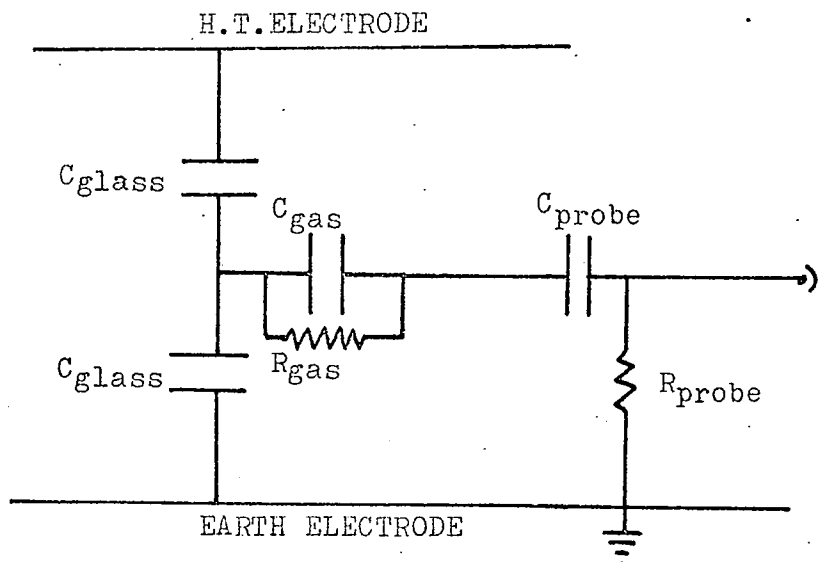 H.T.ELECTRODE
Cglass
Cgas
Cprobe
Cglass
Rgas
Rprobe
EARTH ELECTRODE